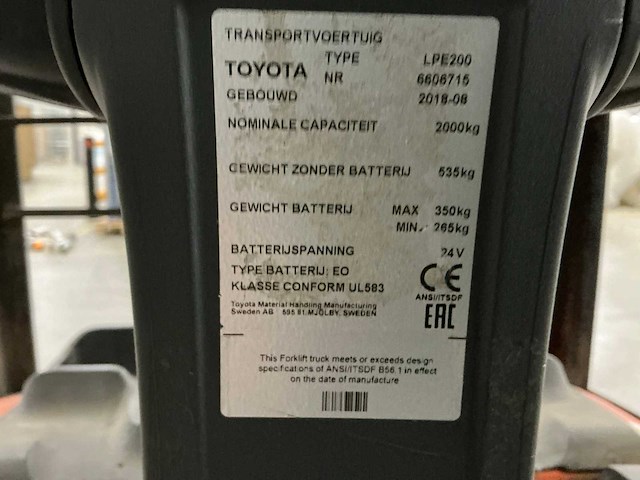 TRANSPORTVOERTUIG
TYPE LPE200
TOYOTA NR 6606715
GEBOUWD 2018-08
NOMINALE CAPACITEIT 2000kg
GEWICHT ZONDER BATTERIJ 535kg
GEWICHT BATTERIJ MAX 350kg
MIN. 265kg
BATTERIJSPANNING 24V
TYPE BATTERIJ: EO
KLASSE CONFORM UL583
CE
ANSI/ITSDF
Toyota Material Handling Manufacturing
Sweden AB 595 81 MJÖLBY, SWEDEN
EAC
This Forklift truck meets or exceeds design
specifications of ANSI/ITSDF B56.1 in effect
on the date of manufacture